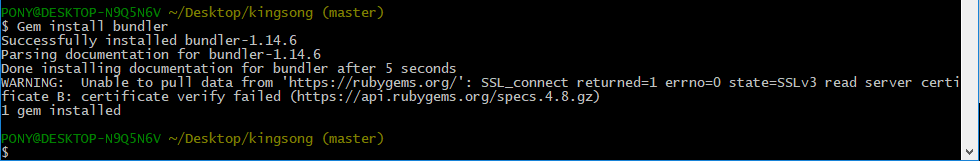 PONY@DESKTOP-N9Q5N6V ~/Desktop/kingsong (master)
$ Gem install bundler
Successfully installed bundler-1.14.6
Parsing documentation for bundler-1.14.6
Done installing documentation for bundler after 5 seconds
WARNING:  Unable to pull data from 'https://rubygems.org/': SSL_connect returned=1 errno=0 state=SSLv3 read server certi
ficate B: certificate verify failed (https://api.rubygems.org/specs.4.8.gz)
1 gem installed
PONY@DESKTOP-N9Q5N6V ~/Desktop/kingsong (master)
$